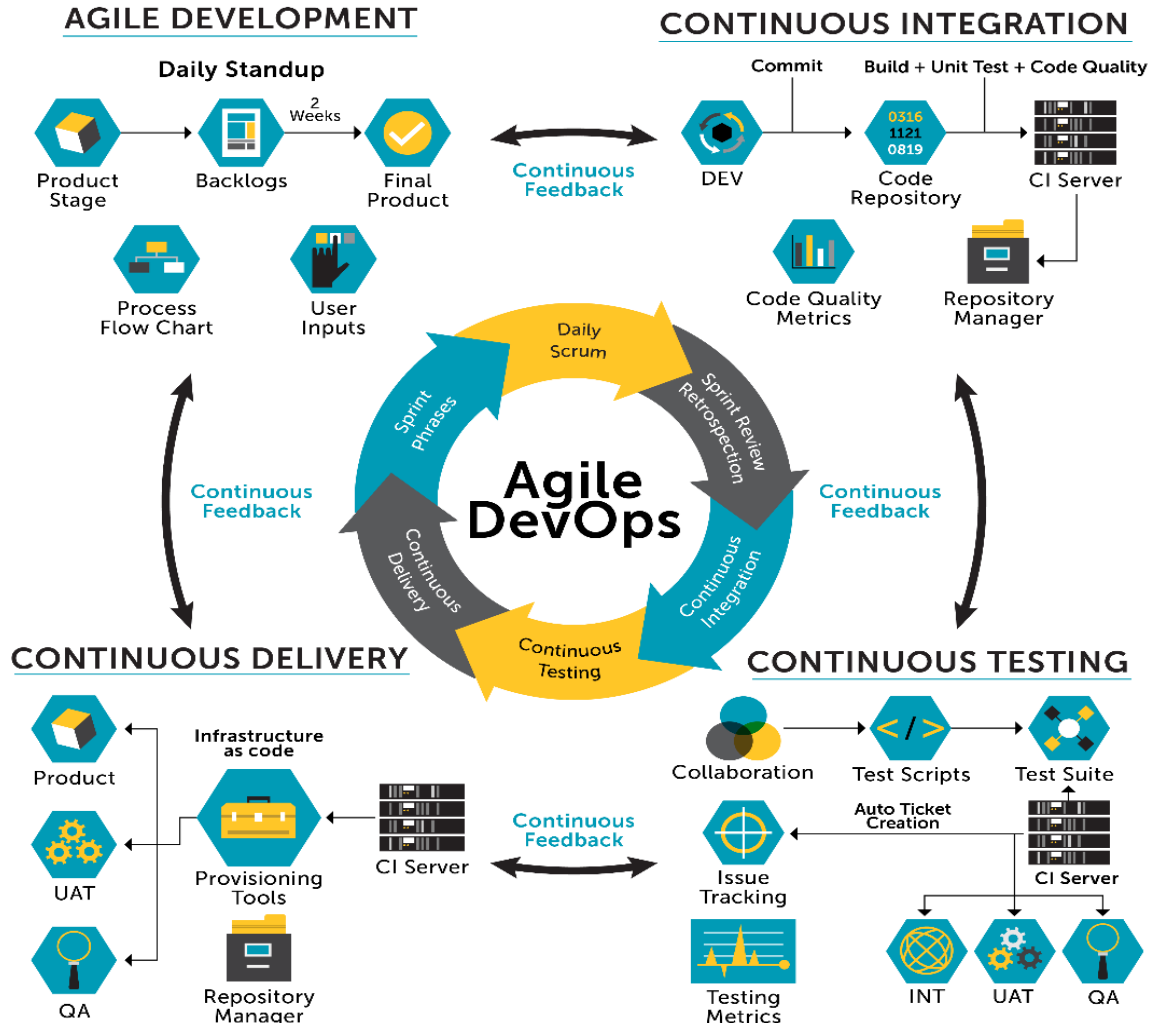 AGILE DEVELOPMENT
Daily Standup
2
Weeks
Product
Stage
Backlogs
Final
Product
Process
Flow Chart
User
Inputs
Continuous
Feedback
CONTINUOUS INTEGRATION
Commit
Build + Unit Test + Code Quality
0316
1121
0819
DEV
Code
Repository
CI Server
Code Quality
Metrics
Repository
Manager
Continuous
Feedback
Daily
Scrum
Sprint Review
Retrospection
Continuous
Integration
Continuous
Testing
Continuous
Delivery
Sprint
Phrases
Agile
DevOps
Continuous
Feedback
CONTINUOUS DELIVERY
Product
UAT
QA
Infrastructure
as code
Provisioning
Tools
Repository
Manager
CI Server
Continuous
Feedback
CONTINUOUS TESTING
Collaboration
< / >
Test Scripts
Test Suite
Auto Ticket
Creation
Issue
Tracking
CI Server
Testing
Metrics
INT
UAT
QA